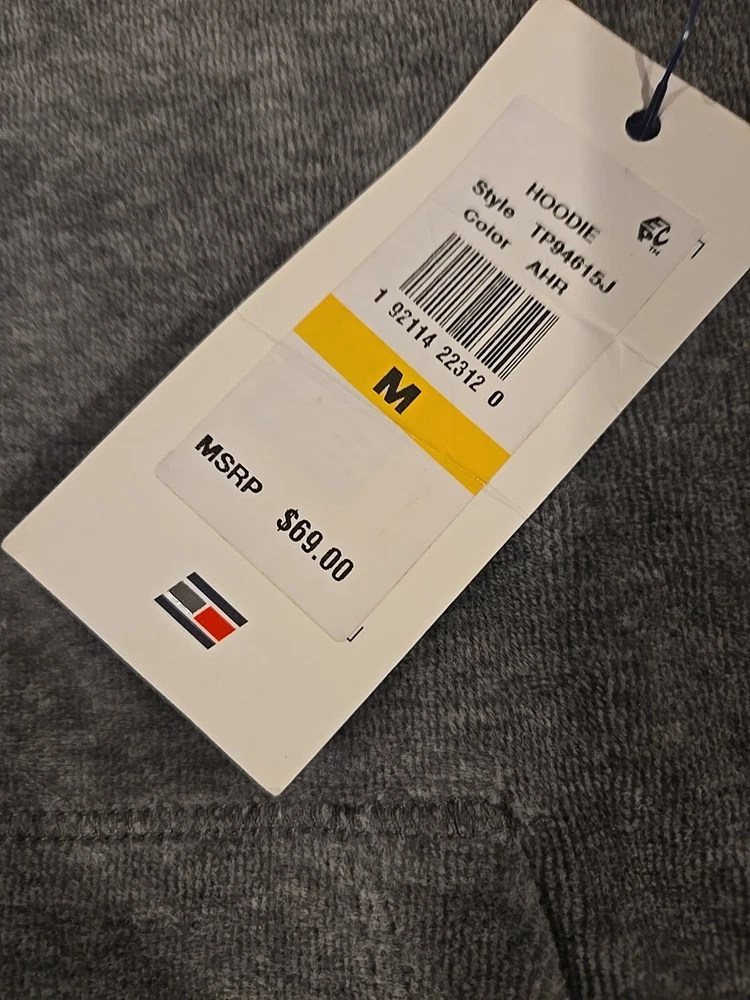 HOODIE
Style TP94615J
Color AHR
1 92114 22312 0
M
MSRP $69.00